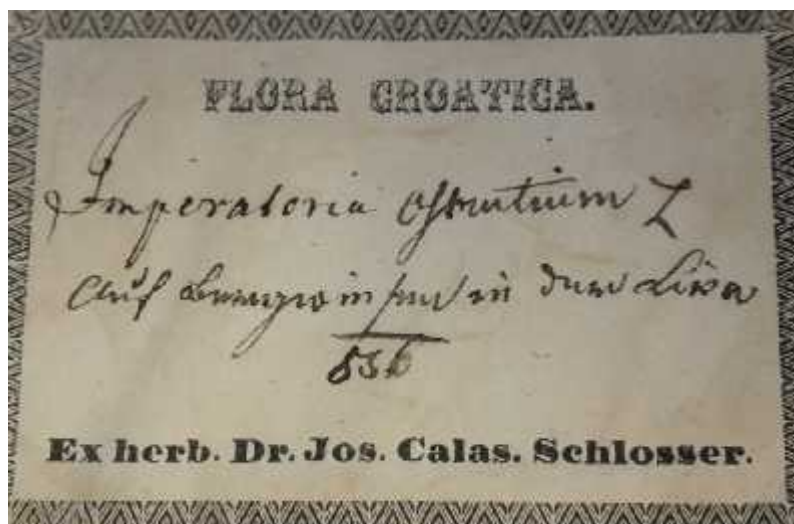 FLORA CROATICA.
Imperatoria Ostruthium L
Auf in der Lika
Ex herb. Dr. Jos. Calas. Schlosser.